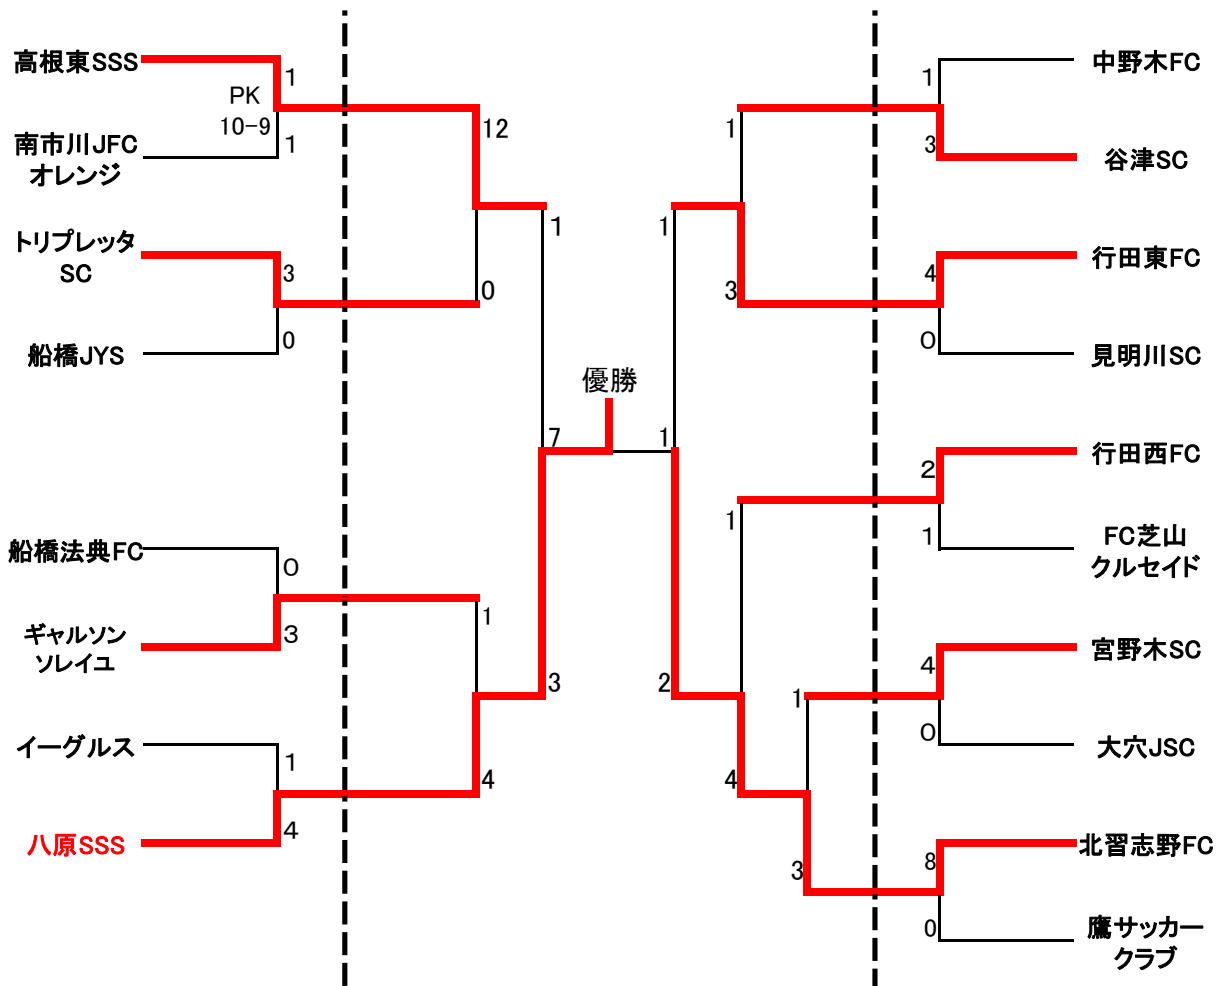 高根東SSS
1
PK
10-9
南市川JFC
オレンジ
1
12
トリプレッタ
SC
3
0
船橋JYS
0
1
優勝
7
船橋法典FC
0
ギャルソン
ソレイユ
3
1
イーグルス
1
八原SSS
4
4
3
中野木FC
1
谷津SC
3
1
行田東FC
4
3
見明川SC
0
1
1
行田西FC
2
FC芝山
クルセイド
1
1
宮野木SC
4
大穴JSC
0
1
2
4
北習志野FC
8
3
鷹サッカー
クラブ
0